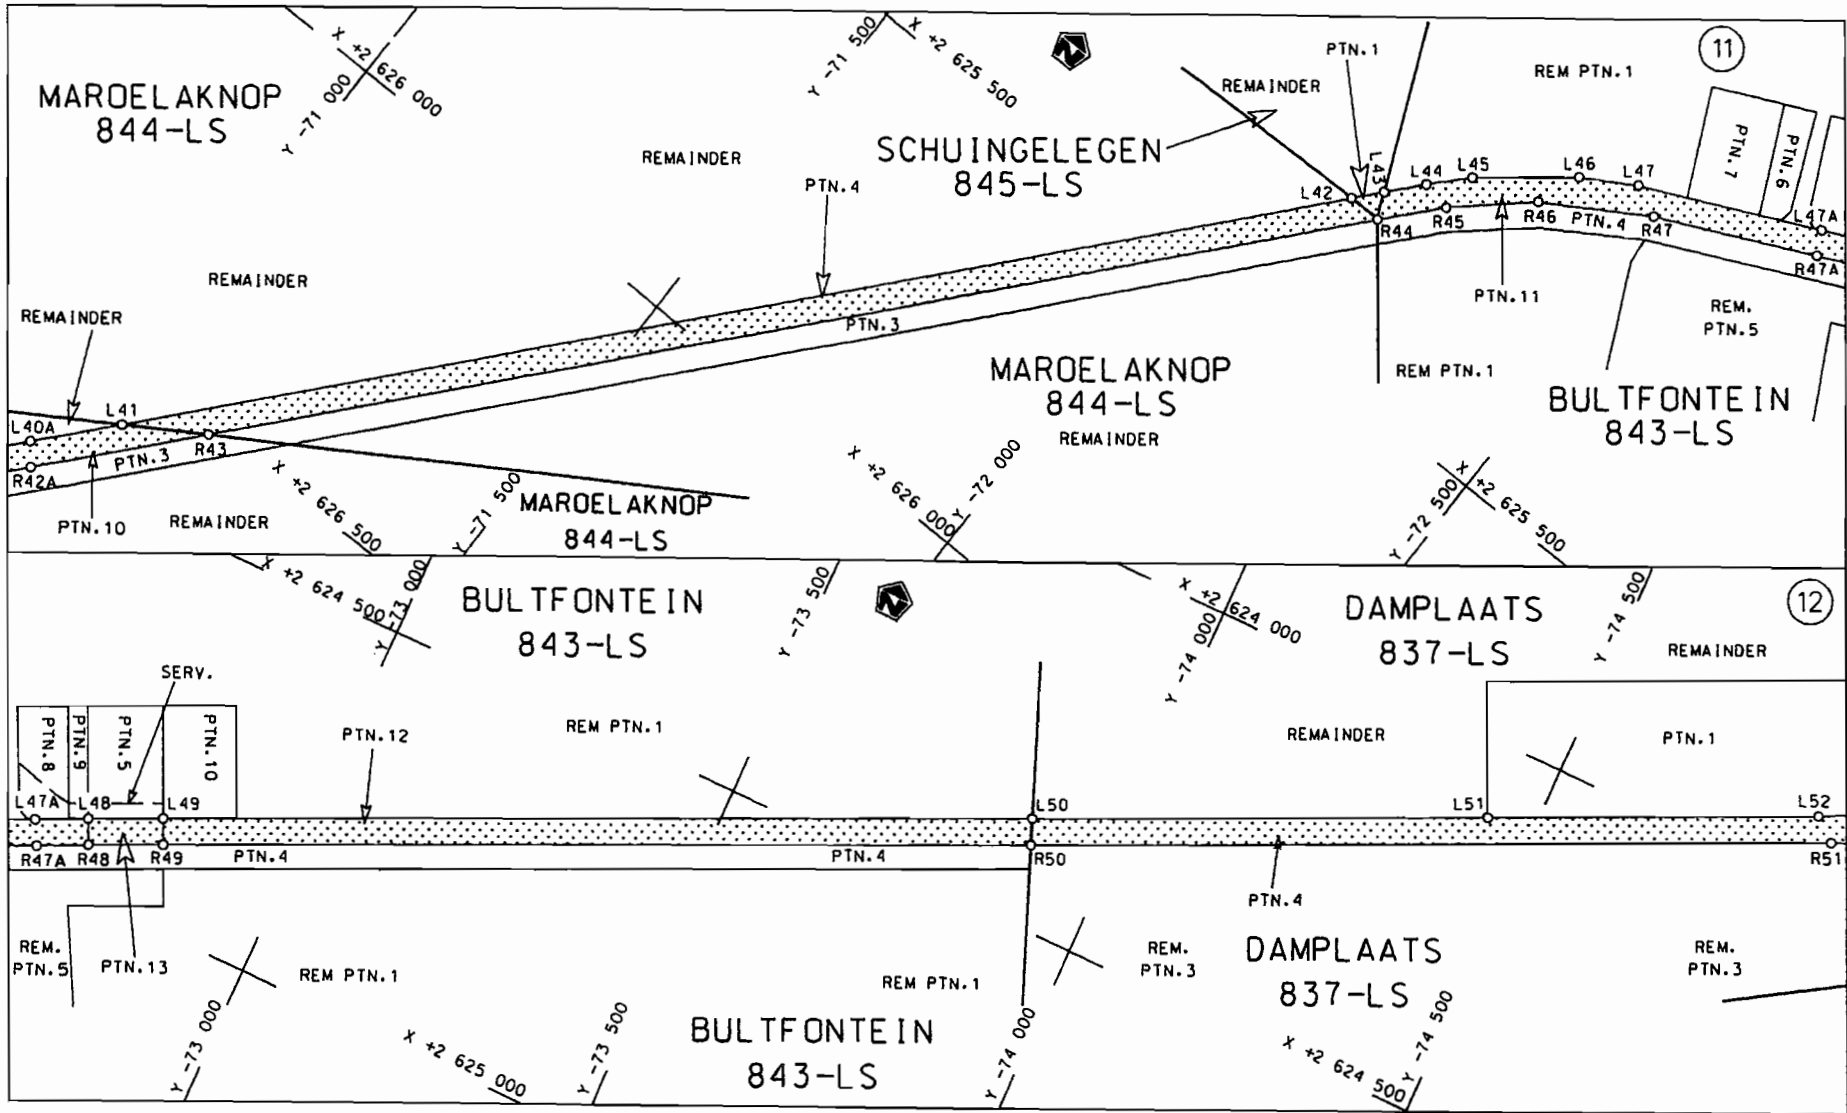 MAROELAKNOP
844-LS
X +2 626 000
Y -71 000
Y -71 500
X +2 625 500
N
PTN.1
REMAINDER
REM PTN.1
11
REMAINDER
PTN.4
SCHUINGELEGEN
845-LS
PTN.7
PTN.6
L42
L43
L44
L45
L46
L47
L47A
R44
R45
R46
PTN.4
R47
R47A
REMAINDER
REMAINDER
PTN.3
PTN.11
REM.
PTN.5
MAROELAKNOP
844-LS
REMAINDER
REM PTN.1
BULTFONTEIN
843-LS
L40A
L41
R42A
PTN.3
R43
PTN.10
REMAINDER
X +2 626 500
Y -71 500
MAROELAKNOP
844-LS
X +2 626 000
Y -72 000
Y -72 500
X +2 625 500
X +2 624 500
Y -73 000
BULTFONTEIN
843-LS
Y -73 500
N
X +2 624 000
Y -74 000
DAMPLAATS
837-LS
Y -74 500
REMAINDER
12
SERV.
PTN.8
PTN.9
PTN.5
PTN.10
PTN.12
REM PTN.1
REMAINDER
PTN.1
L47A
L48
L49
L50
L51
L52
R47A
R48
R49
PTN.4
PTN.4
R50
R51
PTN.4
REM.
PTN.5
PTN.13
REM PTN.1
REM PTN.1
REM.
PTN.3
DAMPLAATS
837-LS
REM.
PTN.3
Y -73 000
X +2 625 000
Y -73 500
BULTFONTEIN
843-LS
Y -74 000
X +2 624 500
Y -74 500